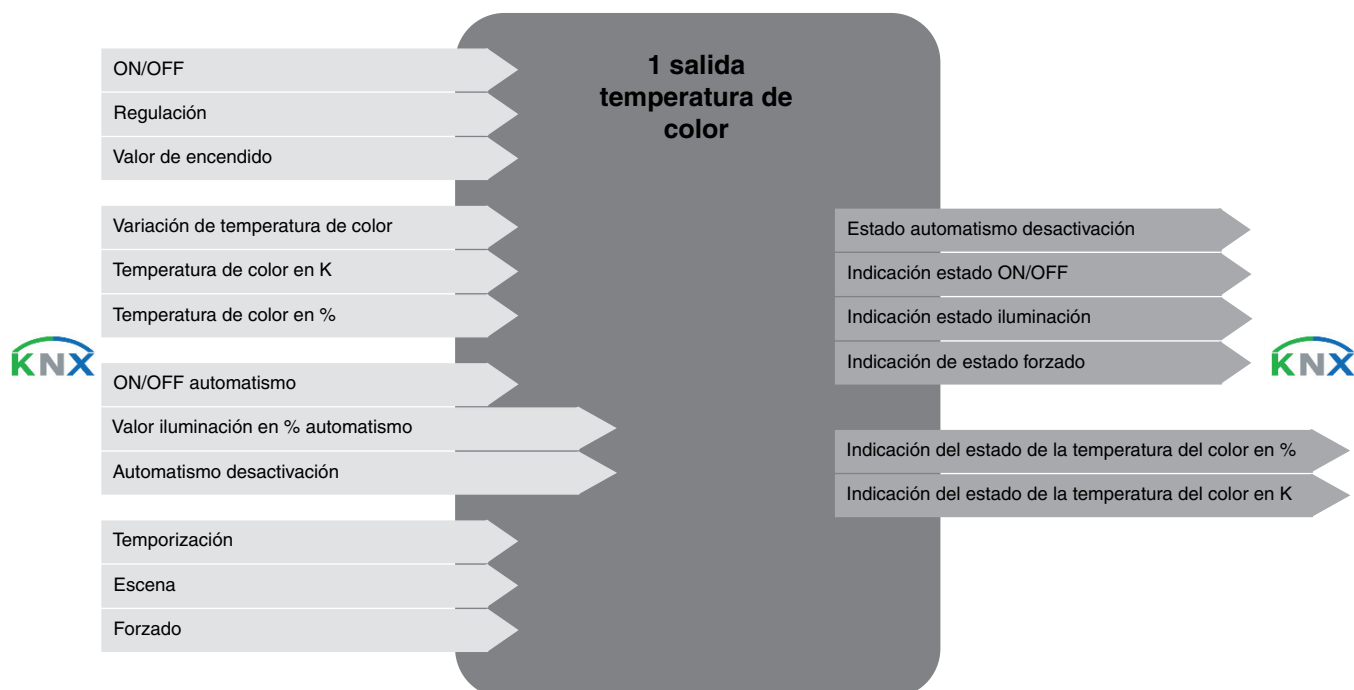 1 salida
temperatura de
color
ON/OFF
Regulación
Valor de encendido
Variación de temperatura de color
Temperatura de color en K
Temperatura de color en %
KNX
ON/OFF automatismo
Valor iluminación en % automatismo
Automatismo desactivación
Temporización
Escena
Forzado
Estado automatismo desactivación
Indicación estado ON/OFF
Indicación estado iluminación
Indicación de estado forzado
KNX
Indicación del estado de la temperatura del color en %
Indicación del estado de la temperatura del color en K